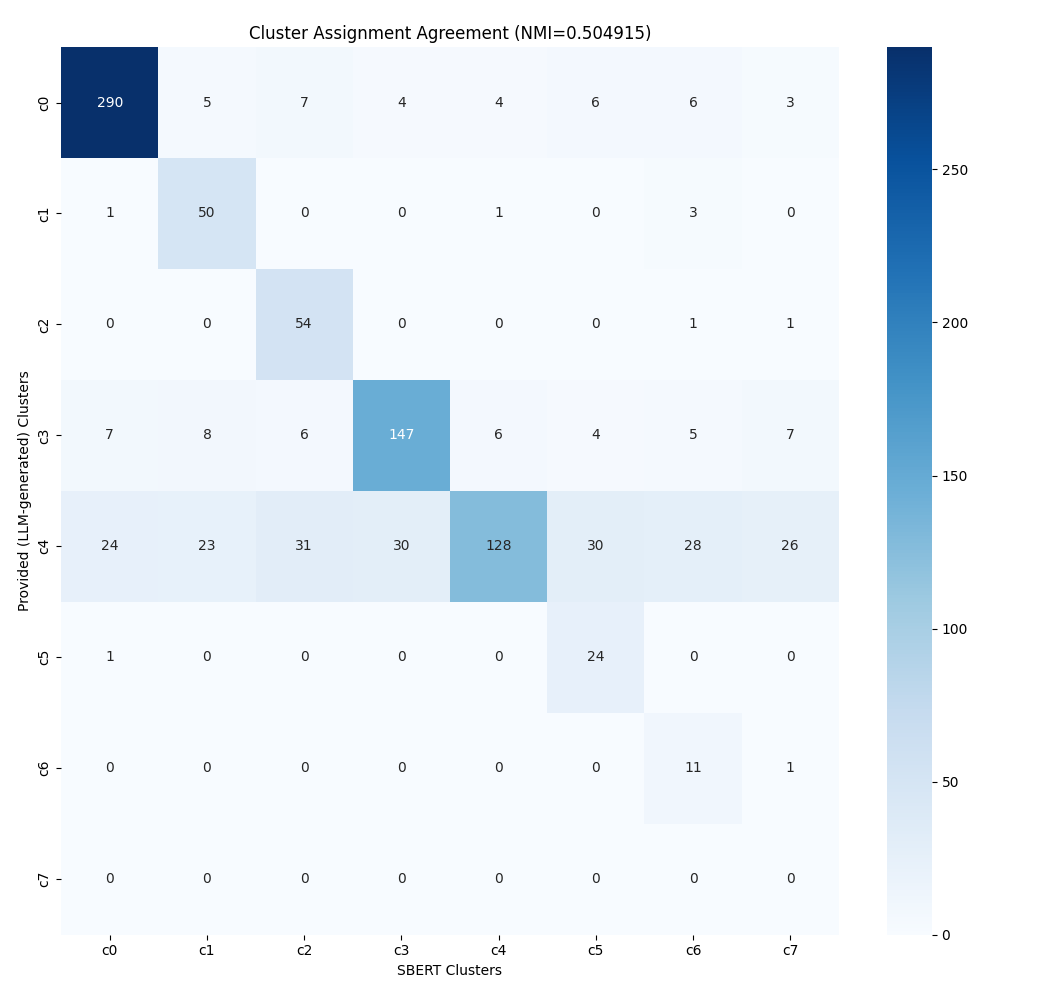 Cluster Assignment Agreement (NMI=0.504915)
Provided (LLM-generated) Clusters
c0 290 5 7 4 4 6 6 3
c1 1 50 0 0 1 0 3 0
c2 0 0 54 0 0 0 1 1
c3 7 8 6 147 6 4 5 7
c4 24 23 31 30 128 30 28 26
c5 1 0 0 0 0 24 0 0
c6 0 0 0 0 0 0 11 1
c7 0 0 0 0 0 0 0 0
c0 c1 c2 c3 c4 c5 c6 c7
SBERT Clusters
250
200
150
100
50
0